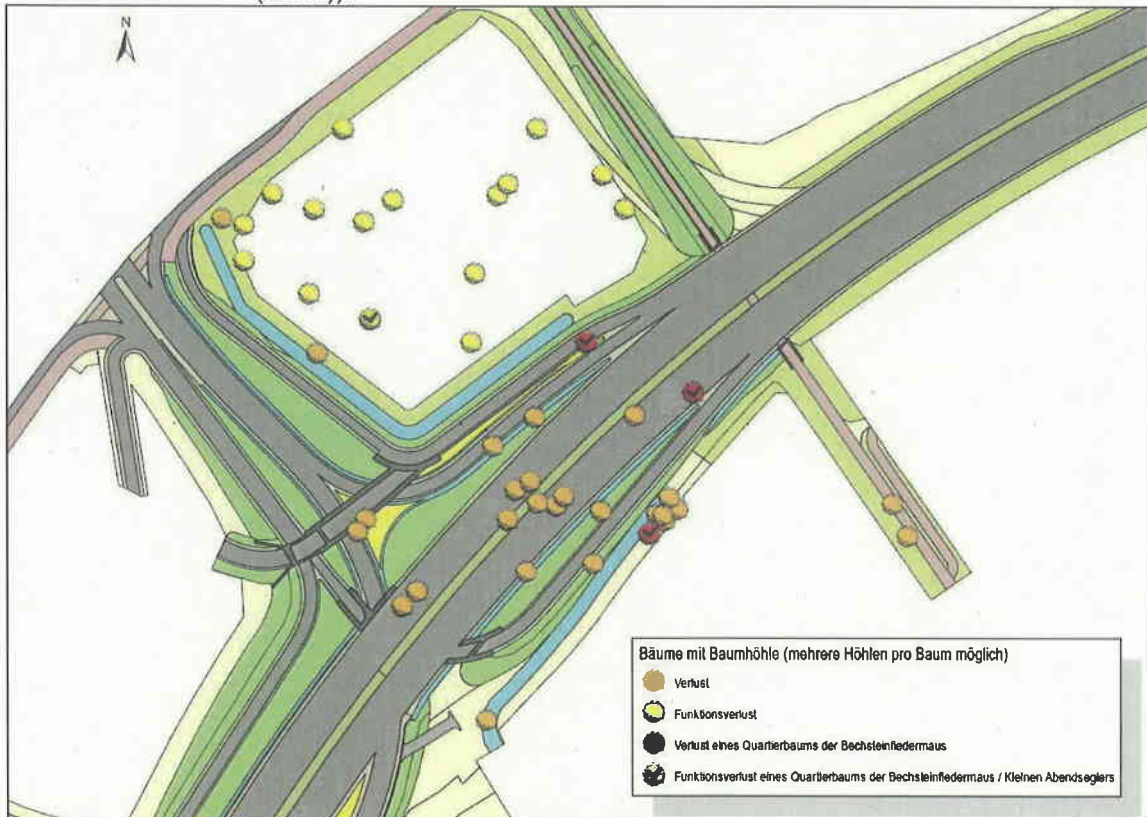 N
Bäume mit Baumhöhle (mehrere Höhlen pro Baum möglich)
Verlust
Funktionsverlust
Verlust eines Quartierbaums der Bechsteinfledermaus
Funktionsverlust eines Quartierbaums der Bechsteinfledermaus / Kleinen Abendseglers